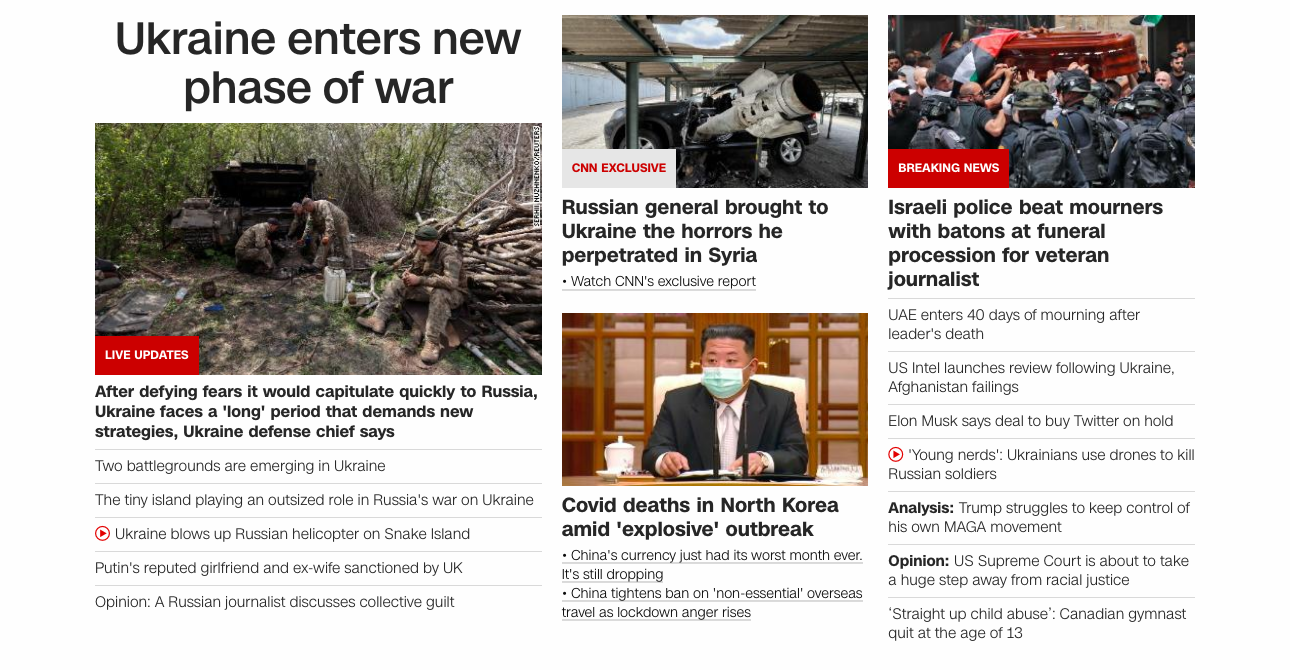 Ukraine enters new
phase of war
SERHII NUZHNENKO/REUTERS
LIVE UPDATES
After defying fears it would capitulate quickly to Russia,
Ukraine faces a 'long' period that demands new
strategies, Ukraine defense chief says
Two battlegrounds are emerging in Ukraine
The tiny island playing an outsized role in Russia's war on Ukraine
Ukraine blows up Russian helicopter on Snake Island
Putin's reputed girlfriend and ex-wife sanctioned by UK
Opinion: A Russian journalist discusses collective guilt
CNN EXCLUSIVE
Russian general brought to
Ukraine the horrors he
perpetrated in Syria
• Watch CNN's exclusive report
Covid deaths in North Korea
amid 'explosive' outbreak
• China's currency just had its worst month ever.
It's still dropping
• China tightens ban on 'non-essential' overseas
travel as lockdown anger rises
BREAKING NEWS
Israeli police beat mourners
with batons at funeral
procession for veteran
journalist
UAE enters 40 days of mourning after
leader's death
US Intel launches review following Ukraine,
Afghanistan failings
Elon Musk says deal to buy Twitter on hold
'Young nerds': Ukrainians use drones to kill
Russian soldiers
Analysis: Trump struggles to keep control of
his own MAGA movement
Opinion: US Supreme Court is about to take
a huge step away from racial justice
‘Straight up child abuse’: Canadian gymnast
quit at the age of 13